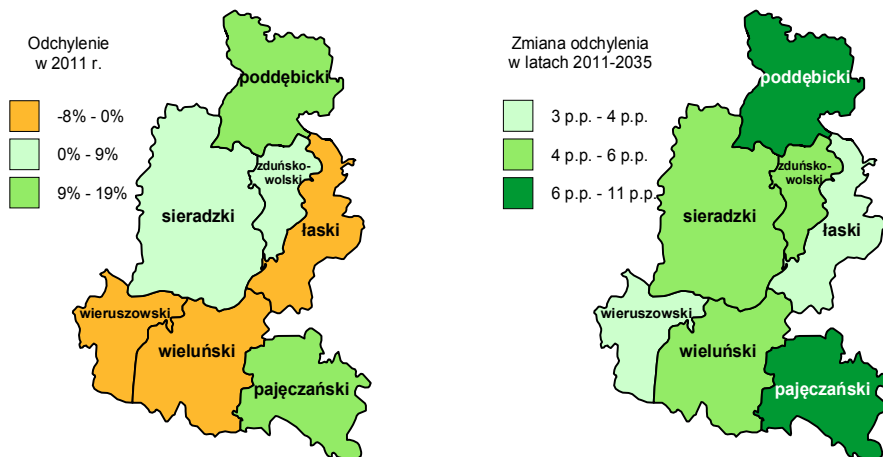 Odchylenie
w 2011 r.
-8% - 0%
0% - 9%
9% - 19%
poddębicki
zduńsko-
wolski
sieradzki
łaski
wieruszowski
wieluński
pajęczański
Zmiana odchylenia
w latach 2011-2035
3 p.p. - 4 p.p.
4 p.p. - 6 p.p.
6 p.p. - 11 p.p.
poddębicki
zduńsko-
wolski
sieradzki
łaski
wieruszowski
wieluński
pajęczański